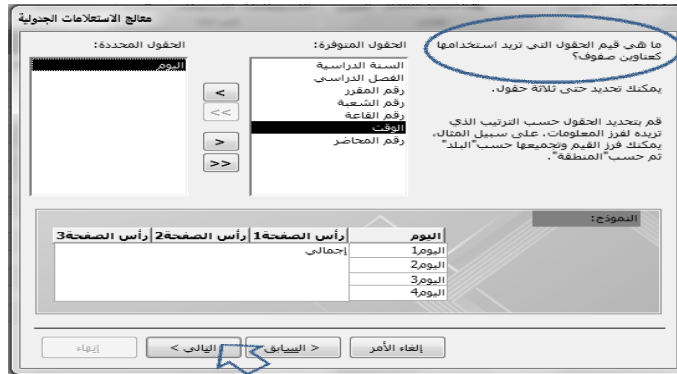 معالج الاستعلامات الجدولية
ما هي قيم الحقول التي تريد استخدامها
كعناوين صفوف؟
يمكنك تحديد حتى ثلاثة حقول.
قم بتحديد الحقول حسب الترتيب الذي
تريده لفرز المعلومات. على سبيل المثال،
يمكنك فرز القيم وتجميعها حسب"البلد"
ثم حسب"المنطقة".
الحقول المتوفرة:
السنة الدراسية
الفصل الدراسي
رقم المقرر
رقم الشعبة
رقم القاعة
الوقت
رقم المحاضر
<
<<
>
>>
الحقول المحددة:
اليوم
النموذج:
اليوم رأس الصفحة1 رأس الصفحة2 رأس الصفحة3
اليوم1 إجمالي
اليوم2
اليوم3
اليوم4
إلغاء الأمر
< السابق
التالي >
إنهاء